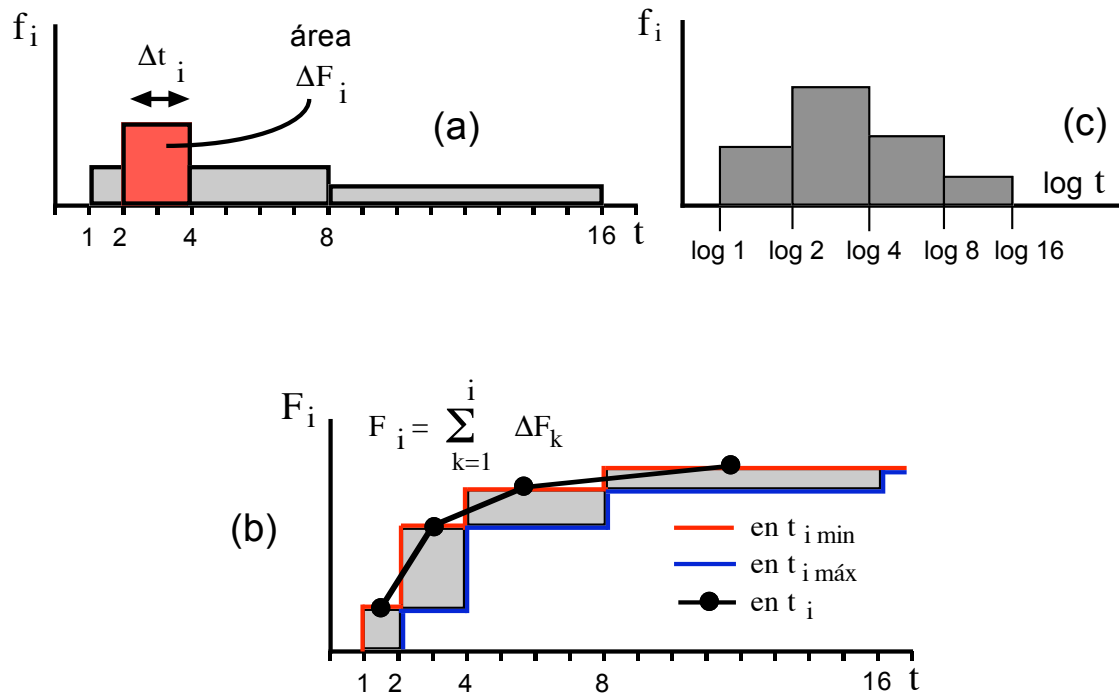 f i
Δt i
área
ΔF i
(a)
1 2 4 8 16 t
f i
(c)
log t
log 1 log 2 log 4 log 8 log 16
F i
F i = i ∑ k=1 ΔF k
(b)
en t i min
en t i máx
en t i
1 2 4 8 16 t